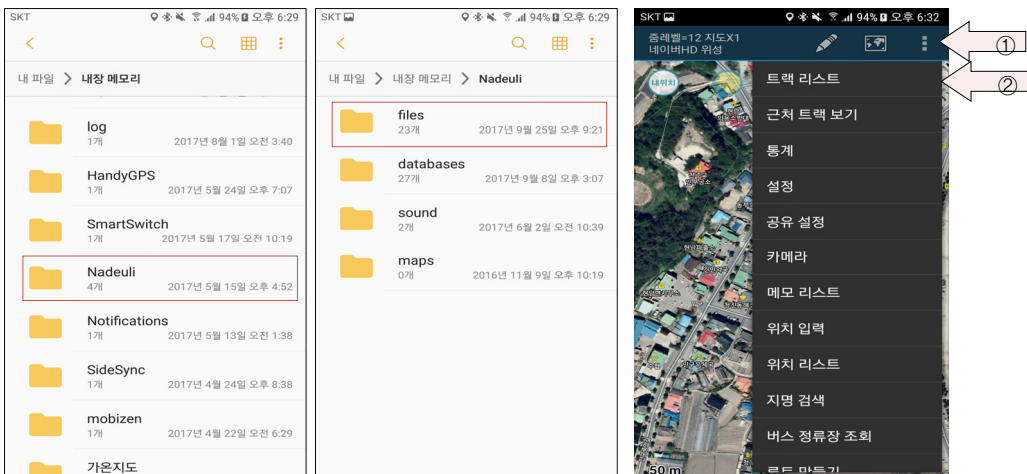 SKT 94% 오후 6:29
내 파일 > 내장 메모리
log
1개 2017년 8월 1일 오전 3:40
HandyGPS
1개 2017년 5월 24일 오후 7:07
SmartSwitch
1개 2017년 5월 17일 오전 10:19
Nadeuli
4개 2017년 5월 15일 오후 4:52
Notifications
1개 2017년 5월 13일 오전 1:38
SideSync
1개 2017년 4월 24일 오후 8:38
mobizen
1개 2017년 4월 22일 오전 6:29
가온지도
SKT 94% 오후 6:29
내 파일 > 내장 메모리 > Nadeuli
files
23개 2017년 9월 25일 오후 9:21
databases
27개 2017년 9월 8일 오후 3:07
sound
2개 2017년 6월 2일 오전 10:39
maps
0개 2016년 11월 9일 오후 10:19
SKT 94% 오후 6:32
줌레벨=12 지도X1
네이버HD 위성
①
내위치
트랙 리스트
②
근처 트랙 보기
통계
설정
공유 설정
카메라
메모 리스트
위치 입력
위치 리스트
지명 검색
버스 정류장 조회
루트 만들기
50 m